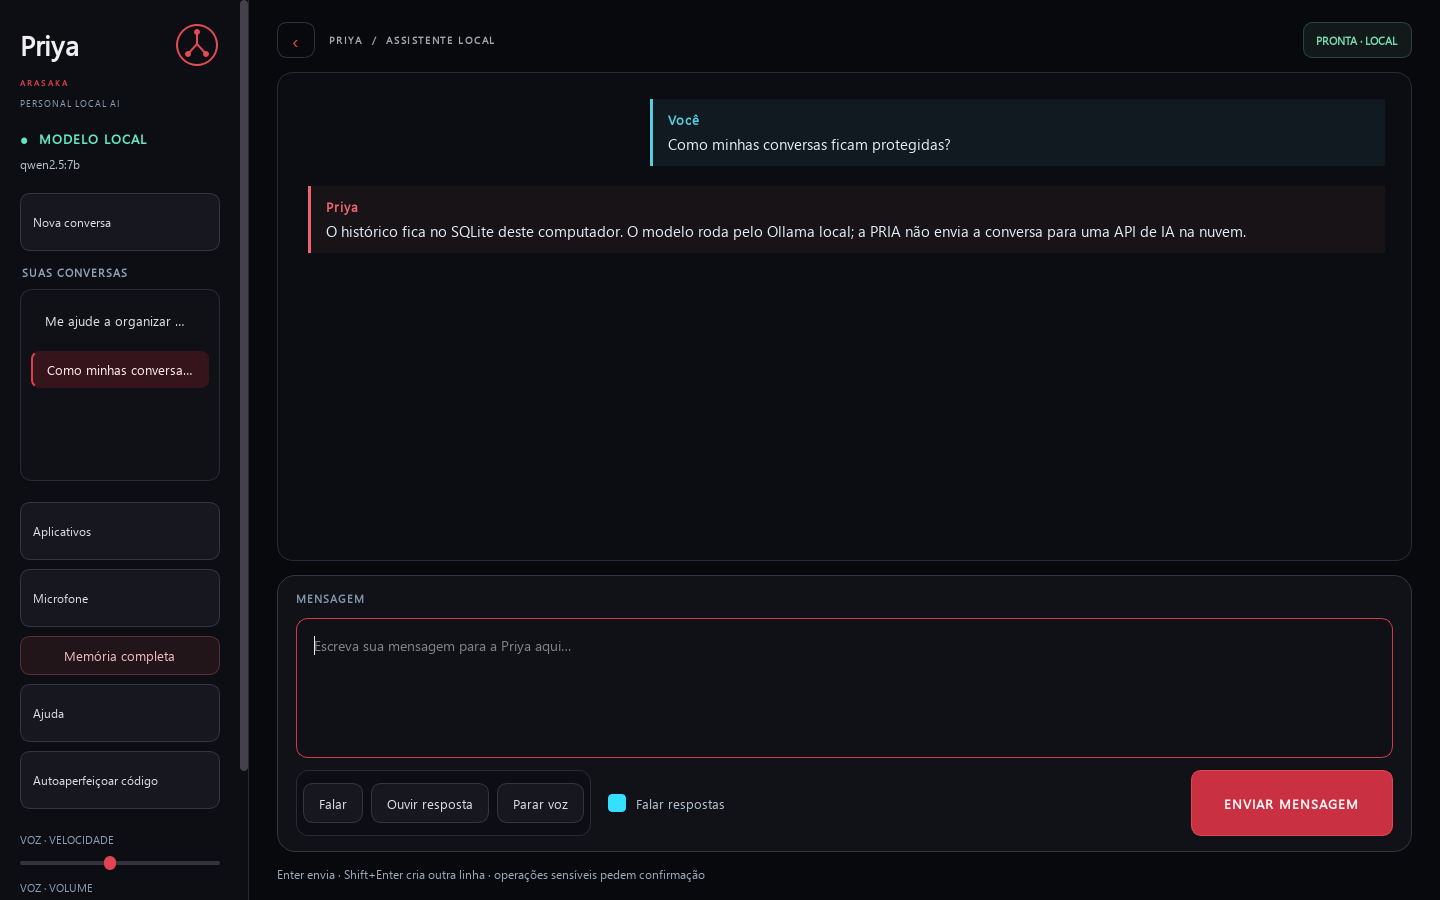 Priya
ARASAKA
PERSONAL LOCAL AI
MODELO LOCAL
qwen2.5:7b
Nova conversa
SUAS CONVERSAS
Me ajude a organizar ...
Como minhas conversa...
Aplicativos
Microfone
Memória completa
Ajuda
Autoaperfeiçoar código
VOZ · VELOCIDADE
VOZ · VOLUME
PRIYA / ASSISTENTE LOCAL
PRONTA · LOCAL
Você
Como minhas conversas ficam protegidas?
Priya
O histórico fica no SQLite deste computador. O modelo roda pelo Ollama local; a PRIA não envia a conversa para uma API de IA na nuvem.
MENSAGEM
Escreva sua mensagem para a Priya aqui...
Falar
Ouvir resposta
Parar voz
Falar respostas
ENVIAR MENSAGEM
Enter envia · Shift+Enter cria outra linha · operações sensíveis pedem confirmação